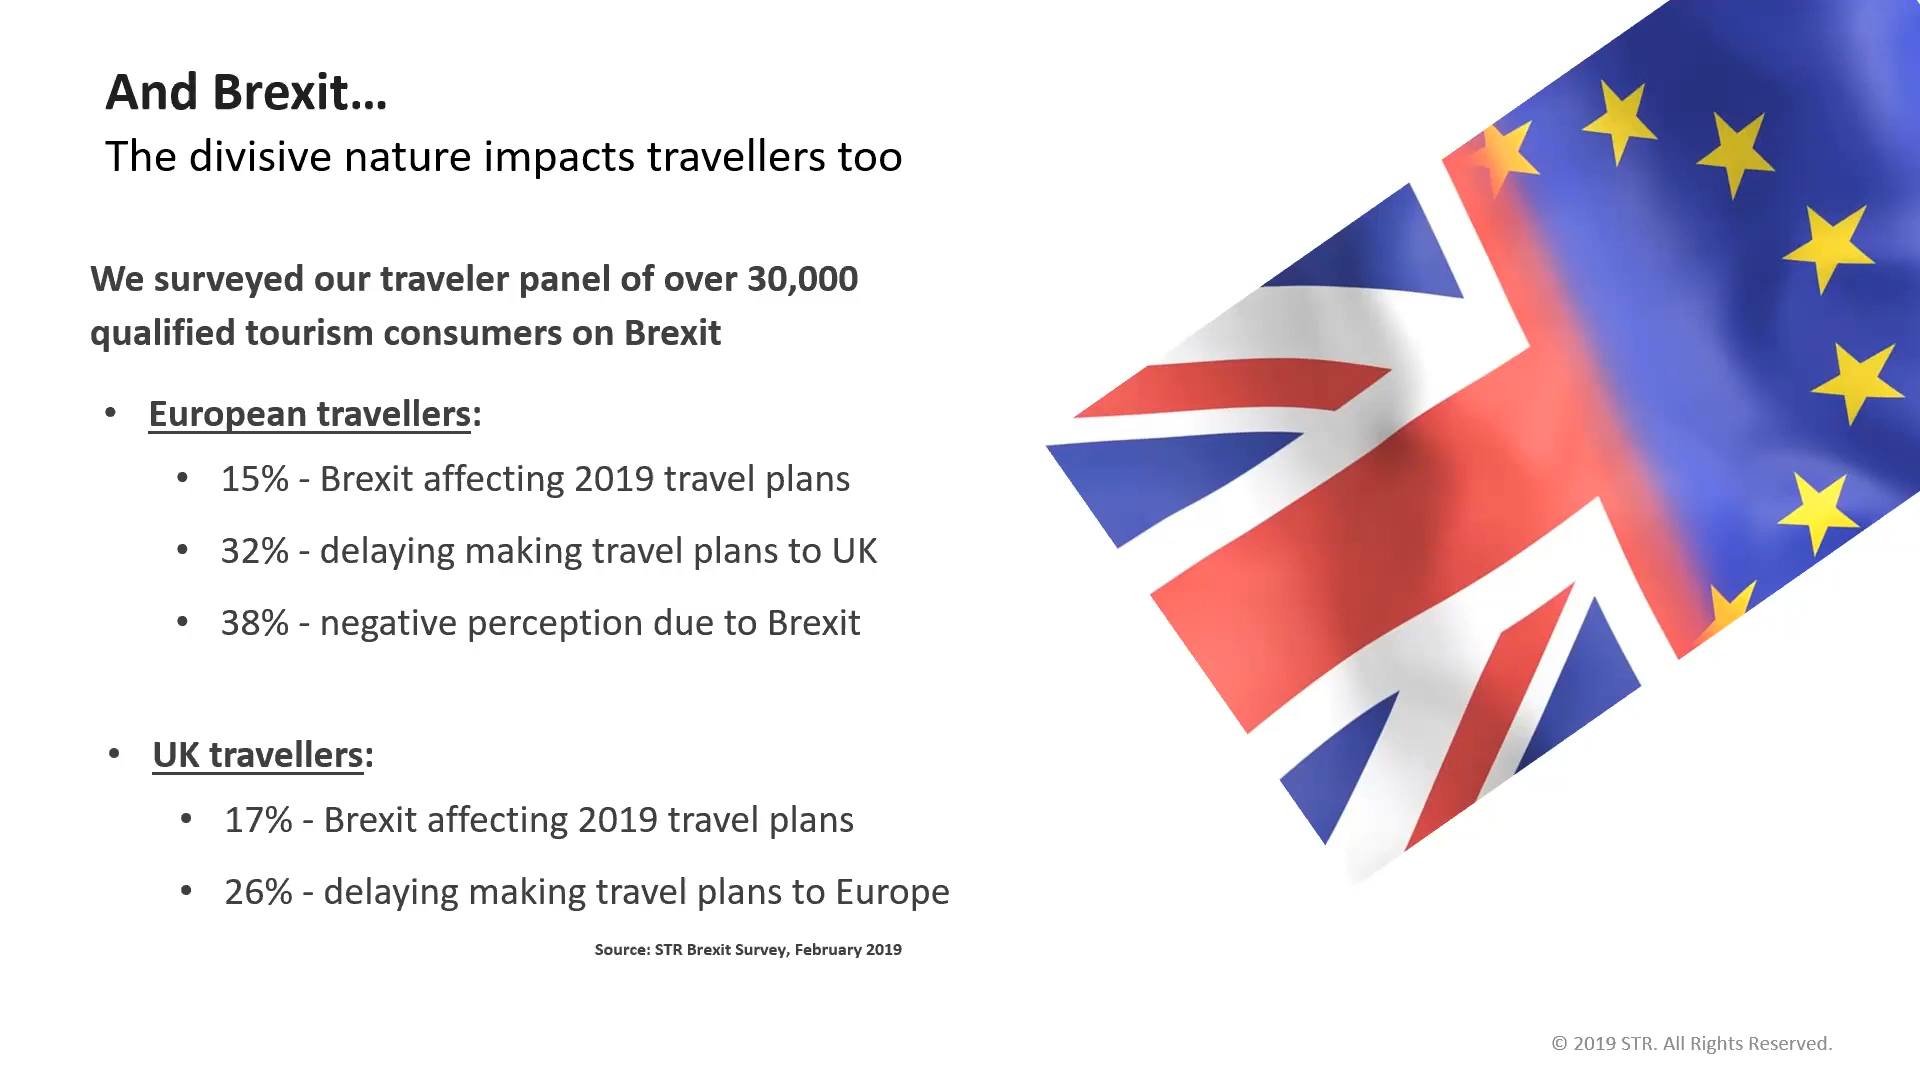 And Brexit...
The divisive nature impacts travellers too
We surveyed our traveler panel of over 30,000
qualified tourism consumers on Brexit
• European travellers:
• 15% - Brexit affecting 2019 travel plans
• 32% - delaying making travel plans to UK
• 38% - negative perception due to Brexit
• UK travellers:
• 17% - Brexit affecting 2019 travel plans
• 26% - delaying making travel plans to Europe
Source: STR Brexit Survey, February 2019
© 2019 STR. All Rights Reserved.